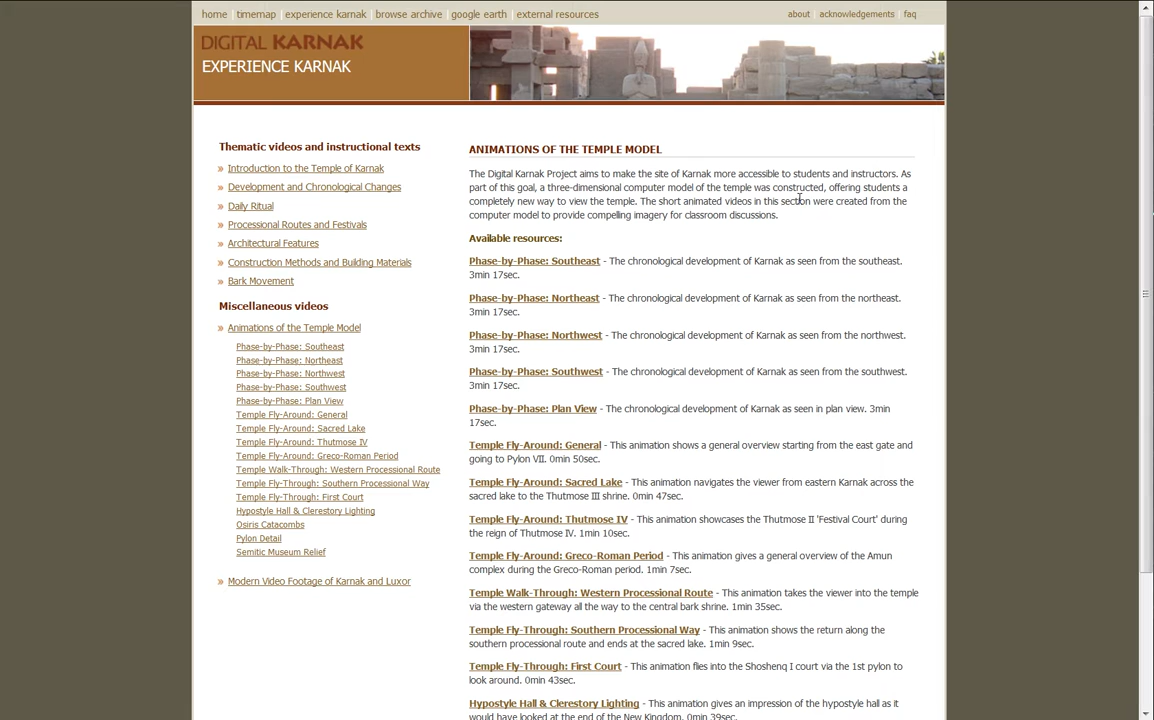 home | timemap | experience karnak | browse archive | google earth | external resources
about | acknowledgements | faq
DIGITAL KARNAK
EXPERIENCE KARNAK
Thematic videos and instructional texts
» Introduction to the Temple of Karnak
» Development and Chronological Changes
» Daily Ritual
» Processional Routes and Festivals
» Architectural Features
» Construction Methods and Building Materials
» Bark Movement
Miscellaneous videos
» Animations of the Temple Model
Phase-by-Phase: Southeast
Phase-by-Phase: Northeast
Phase-by-Phase: Northwest
Phase-by-Phase: Southwest
Phase-by-Phase: Plan View
Temple Fly-Around: General
Temple Fly-Around: Sacred Lake
Temple Fly-Around: Thutmose IV
Temple Fly-Around: Greco-Roman Period
Temple Walk-Through: Western Processional Route
Temple Fly-Through: Southern Processional Way
Temple Fly-Through: First Court
Hypostyle Hall & Clerestory Lighting
Osiris Catacombs
Pylon Detail
Semitic Museum Relief
» Modern Video Footage of Karnak and Luxor
ANIMATIONS OF THE TEMPLE MODEL
The Digital Karnak Project aims to make the site of Karnak more accessible to students and instructors. As
part of this goal, a three-dimensional computer model of the temple was constructed, offering students a
completely new way to view the temple. The short animated videos in this section were created from the
computer model to provide compelling imagery for classroom discussions.
Available resources:
Phase-by-Phase: Southeast - The chronological development of Karnak as seen from the southeast.
3min 17sec.
Phase-by-Phase: Northeast - The chronological development of Karnak as seen from the northeast.
3min 17sec.
Phase-by-Phase: Northwest - The chronological development of Karnak as seen from the northwest.
3min 17sec.
Phase-by-Phase: Southwest - The chronological development of Karnak as seen from the southwest.
3min 17sec.
Phase-by-Phase: Plan View - The chronological development of Karnak as seen in plan view. 3min
17sec.
Temple Fly-Around: General - This animation shows a general overview starting from the east gate and
going to Pylon VII. 0min 50sec.
Temple Fly-Around: Sacred Lake - This animation navigates the viewer from eastern Karnak across the
sacred lake to the Thutmose III shrine. 0min 47sec.
Temple Fly-Around: Thutmose IV - This animation showcases the Thutmose II 'Festival Court' during
the reign of Thutmose IV. 1min 10sec.
Temple Fly-Around: Greco-Roman Period - This animation gives a general overview of the Amun
complex during the Greco-Roman period. 1min 7sec.
Temple Walk-Through: Western Processional Route - This animation takes the viewer into the temple
via the western gateway all the way to the central bark shrine. 1min 35sec.
Temple Fly-Through: Southern Processional Way - This animation shows the return along the
southern processional route and ends at the sacred lake. 1min 9sec.
Temple Fly-Through: First Court - This animation flies into the Shoshenq I court via the 1st pylon to
look around. 0min 43sec.
Hypostyle Hall & Clerestory Lighting - This animation gives an impression of the hypostyle hall as it
would have looked at the end of the New Kingdom. 0min 39sec.